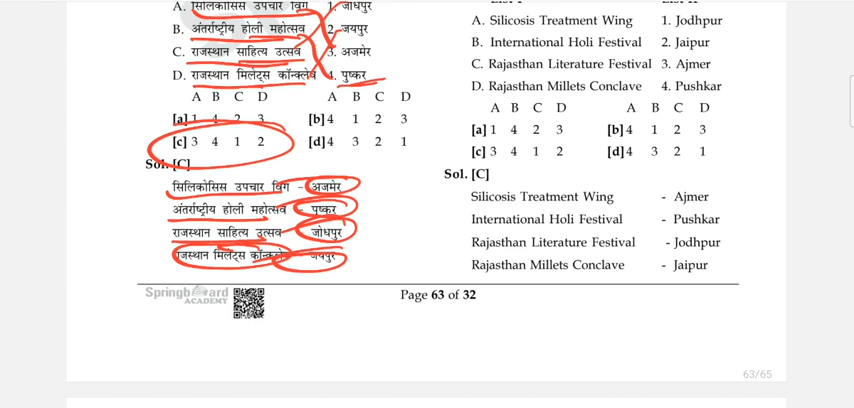 A. सिलिकोसिस उपचार विंग 1. जोधपुर
B. अंतर्राष्ट्रीय होली महोत्सव 2. जयपुर
C. राजस्थान साहित्य उत्सव 3. अजमेर
D. राजस्थान मिलेट्स कॉन्क्लेव 4. पुष्कर
A B C D A B C D
[a] 1 4 2 3 [b] 4 1 2 3
[c] 3 4 1 2 [d] 4 3 2 1
Sol. [C]
सिलिकोसिस उपचार विंग - अजमेर
अंतर्राष्ट्रीय होली महोत्सव - पुष्कर
राजस्थान साहित्य उत्सव - जोधपुर
राजस्थान मिलेट्स कॉन्क्लेव - जयपुर
A. Silicosis Treatment Wing 1. Jodhpur
B. International Holi Festival 2. Jaipur
C. Rajasthan Literature Festival 3. Ajmer
D. Rajasthan Millets Conclave 4. Pushkar
A B C D A B C D
[a] 1 4 2 3 [b] 4 1 2 3
[c] 3 4 1 2 [d] 4 3 2 1
Sol. [C]
Silicosis Treatment Wing - Ajmer
International Holi Festival - Pushkar
Rajasthan Literature Festival - Jodhpur
Rajasthan Millets Conclave - Jaipur
Springboard
ACADEMY
Page 63 of 32
63/65